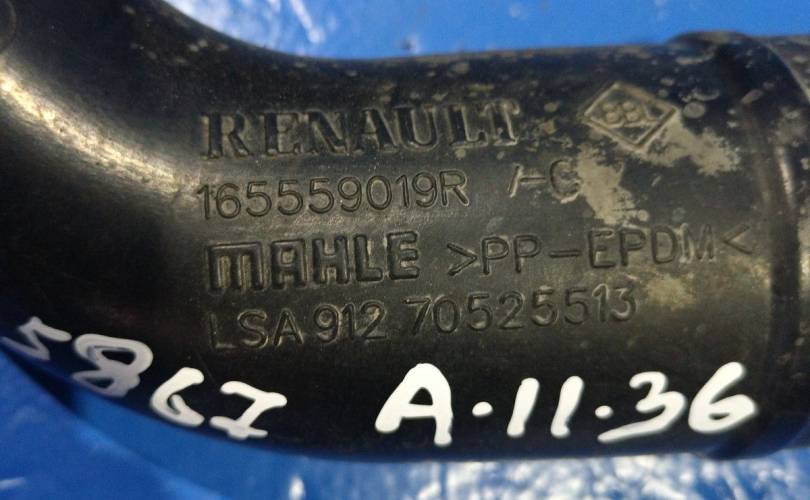 RENAULT
165559019R /-C
MAHLE >PP-EPDM<
LSA 912 70525513
5867 A.11.36